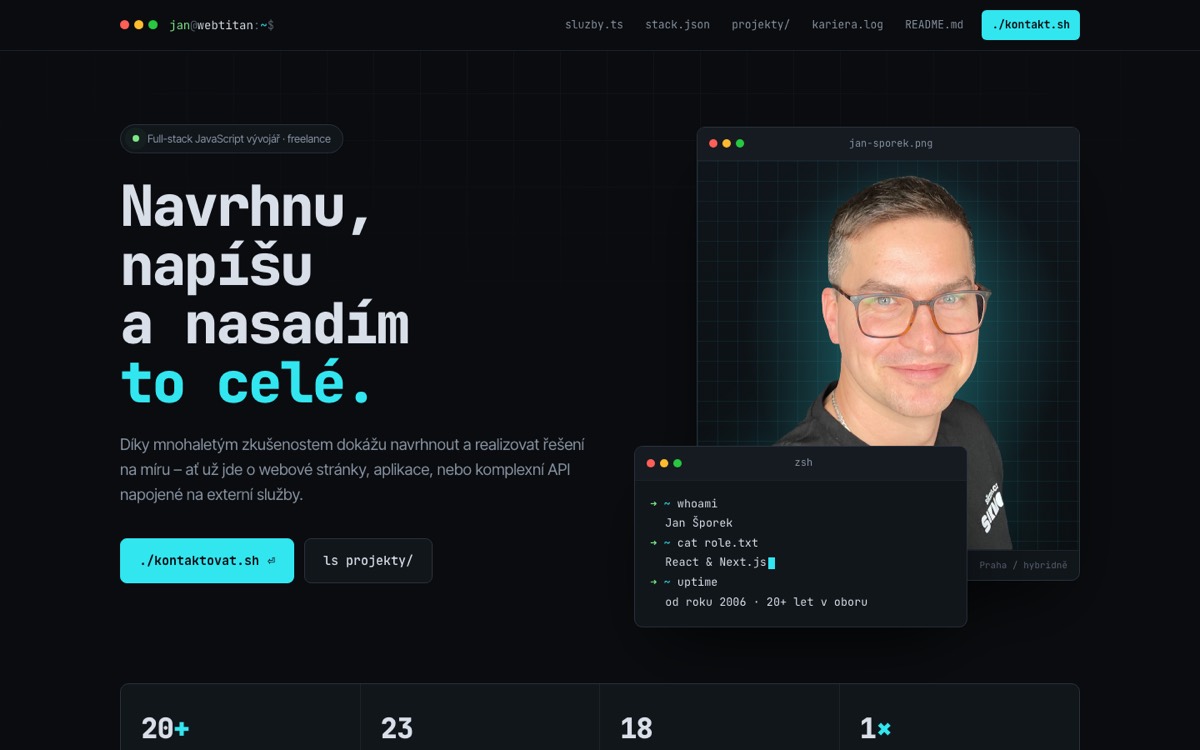 jan@webtitan:~$
sluzby.ts
stack.json
projekty/
kariera.log
README.md
./kontakt.sh
Full-stack JavaScript vývojář · freelance
Navrhnu,
napíšu
a nasadím
to celé.
Díky mnohaletým zkušenostem dokážu navrhnout a realizovat řešení
na míru – ať už jde o webové stránky, aplikace, nebo komplexní API
napojené na externí služby.
./kontaktovat.sh ⏎
ls projekty/
jan-sporek.png
zsh
➜ ~ whoami
Jan Šporek
➜ ~ cat role.txt
React & Next.js
➜ ~ uptime
od roku 2006 · 20+ let v oboru
Praha / hybridně
20+
23
18
1×